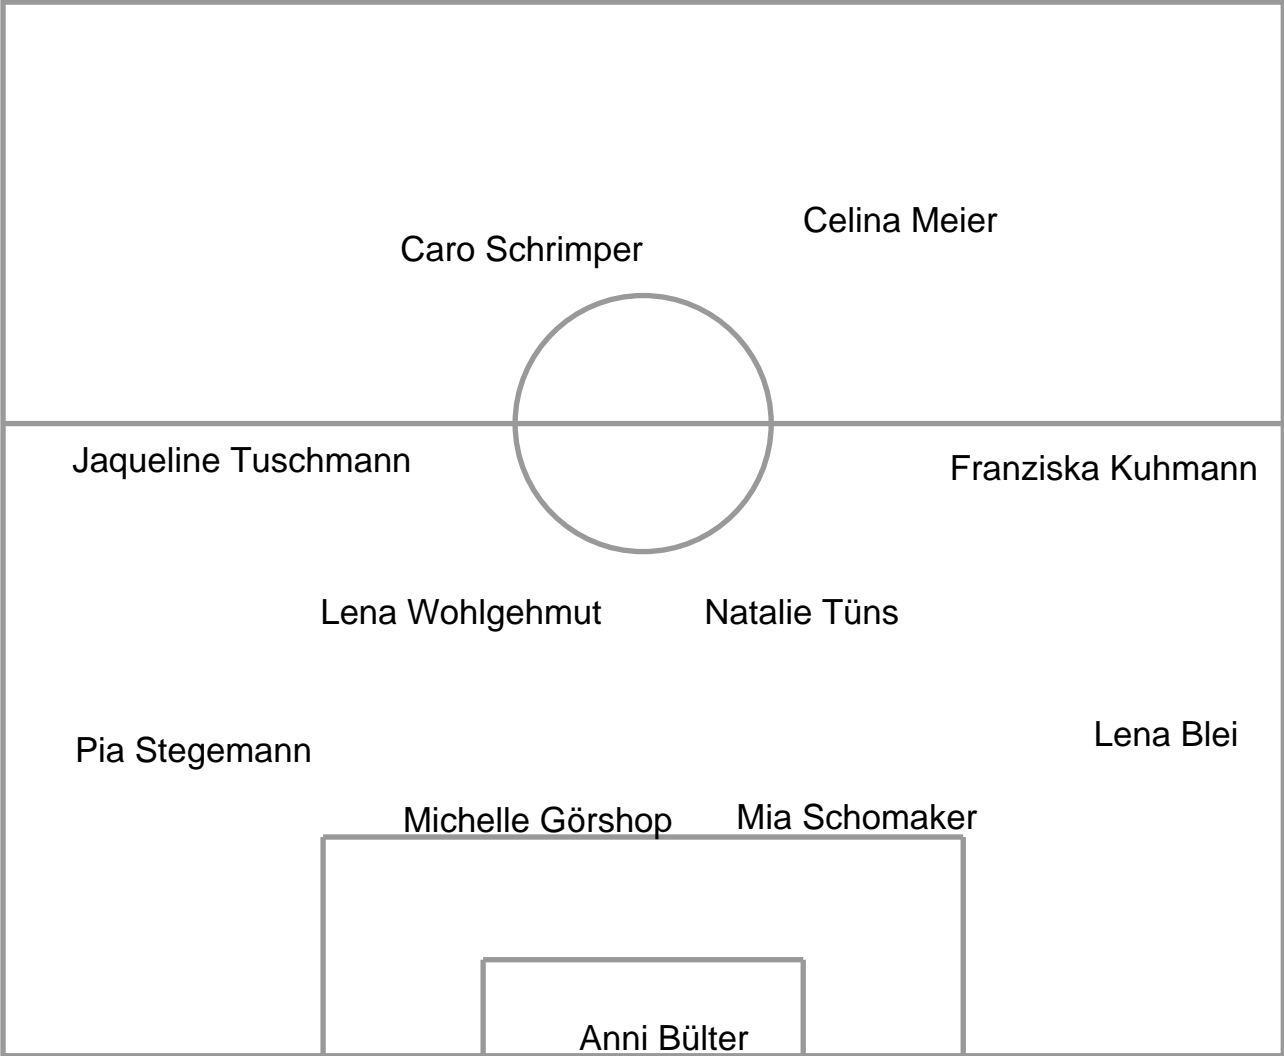 Celina Meier
Caro Schrimper
Jaqueline Tuschmann
Franziska Kuhmann
Lena Wohlgehmut
Natalie Tüns
Lena Blei
Pia Stegemann
Michelle Görshop
Mia Schomaker
Anni Bülter